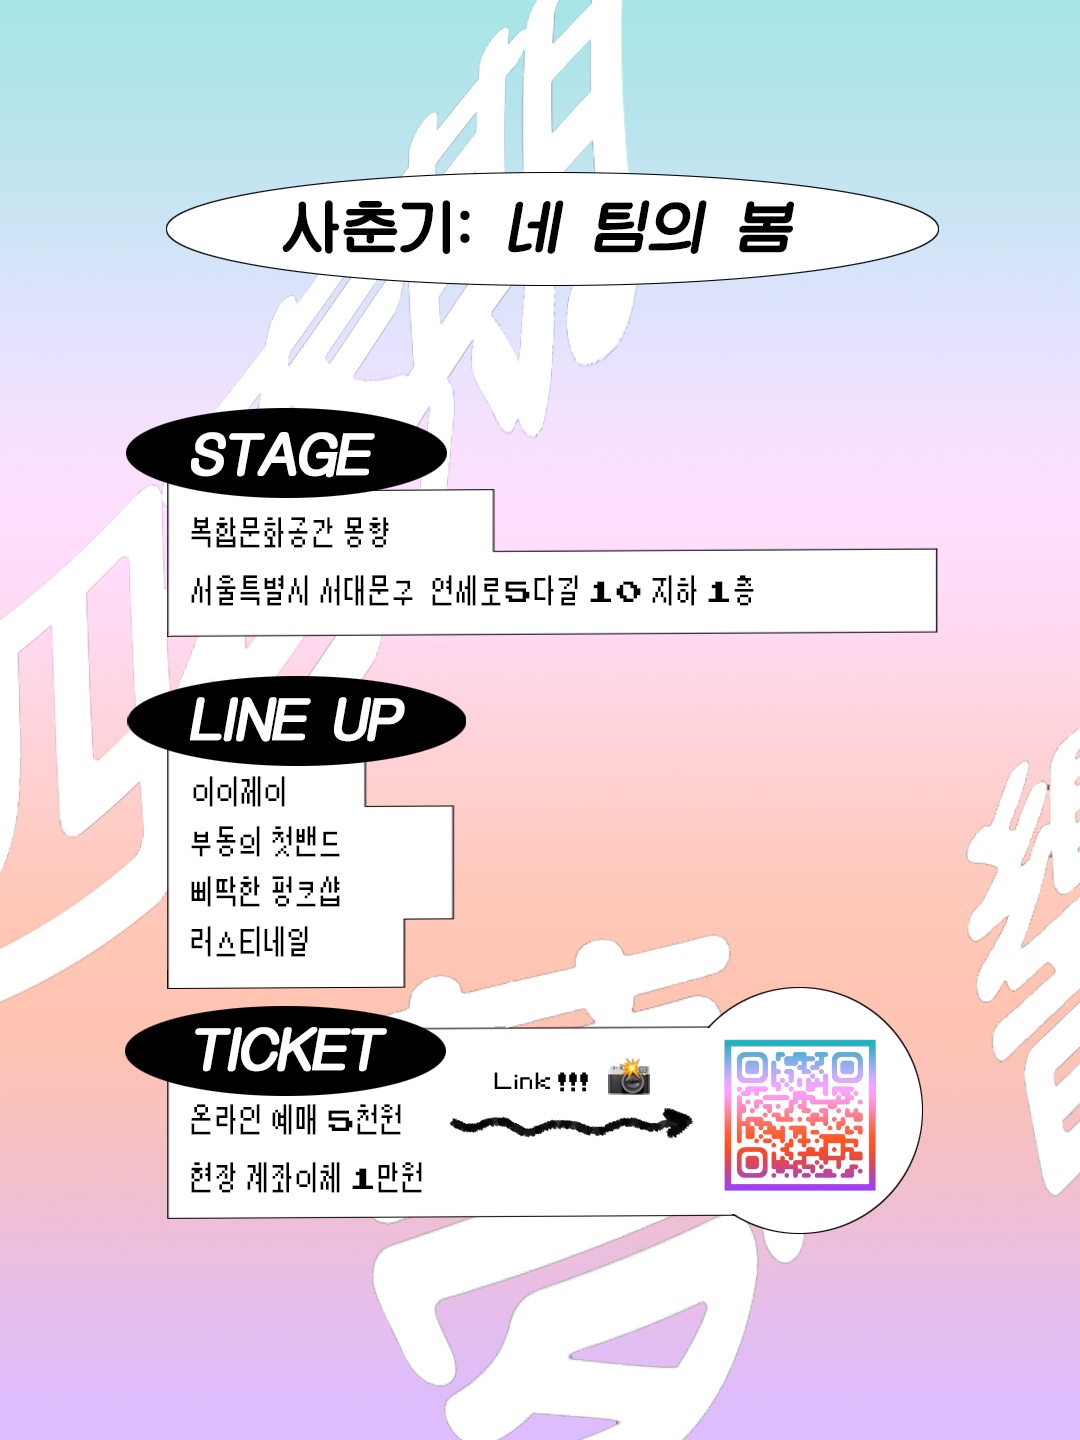 사춘기: 네 팀의 봄
STAGE
복합문화공간 몽향
서울특별시 서대문구 연세로5다길 10 지하 1층
LINE UP
이이제이
부동의 첫밴드
삐딱한 펑크샵
러스티네일
TICKET
Link !!!
온라인 예매 5천원
현장 계좌이체 1만원